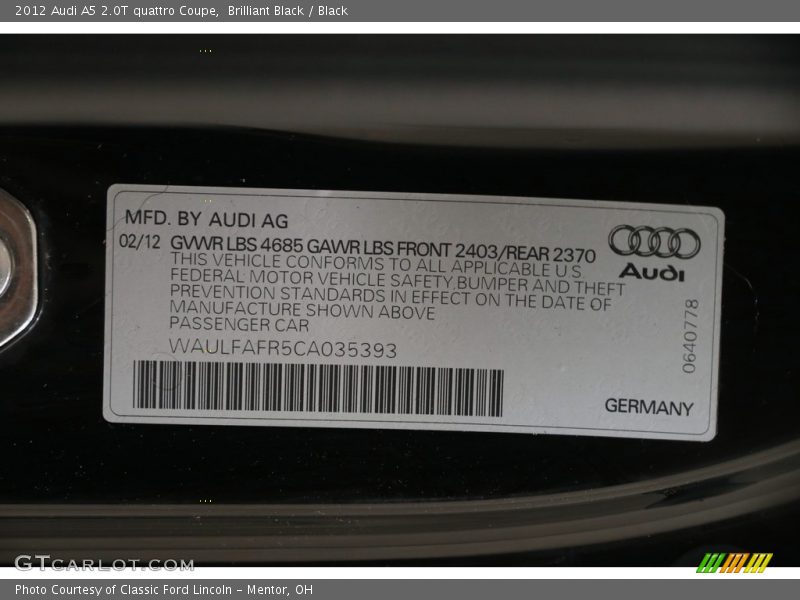 2012 Audi A5 2.0T quattro Coupe,  Brilliant Black / Black
MFD. BY AUDI AG
02/12 GVWR LBS 4685 GAWR LBS FRONT 2403/REAR 2370
THIS VEHICLE CONFORMS TO ALL APPLICABLE U.S.
FEDERAL MOTOR VEHICLE SAFETY,BUMPER AND THEFT
PREVENTION STANDARDS IN EFFECT ON THE DATE OF
MANUFACTURE SHOWN ABOVE
PASSENGER CAR
WAULFAFR5CA035393
Audi
0640778
GERMANY
GTCARLOT.COM
Photo Courtesy of Classic Ford Lincoln - Mentor, OH